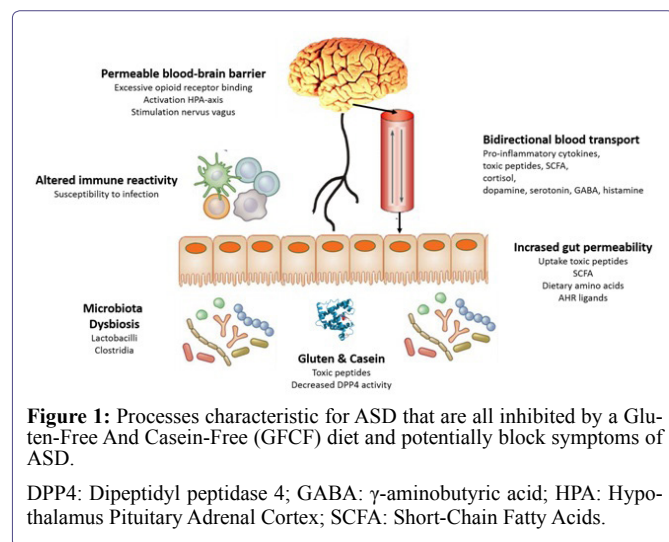 Permeable blood-brain barrier
Excessive opioid receptor binding
Activation HPA-axis
Stimulation nervus vagus
Bidirectional blood transport
Pro-inflammatory cytokines,
toxic peptides, SCFA,
cortisol,
dopamine, serotonin, GABA, histamine
Altered immune reactivity
Susceptibility to infection
Incrased gut permeability
Uptake toxic peptides
SCFA
Dietary amino acids
AHR ligands
Microbiota
Dysbiosis
Lactobacilli
Clostridia
Gluten & Casein
Toxic peptides
Decreased DPP4 activity
Figure 1: Processes characteristic for ASD that are all inhibited by a Glu-
ten-Free And Casein-Free (GFCF) diet and potentially block symptoms of
ASD.
DPP4: Dipeptidyl peptidase 4; GABA: γ-aminobutyric acid; HPA: Hypo-
thalamus Pituitary Adrenal Cortex; SCFA: Short-Chain Fatty Acids.